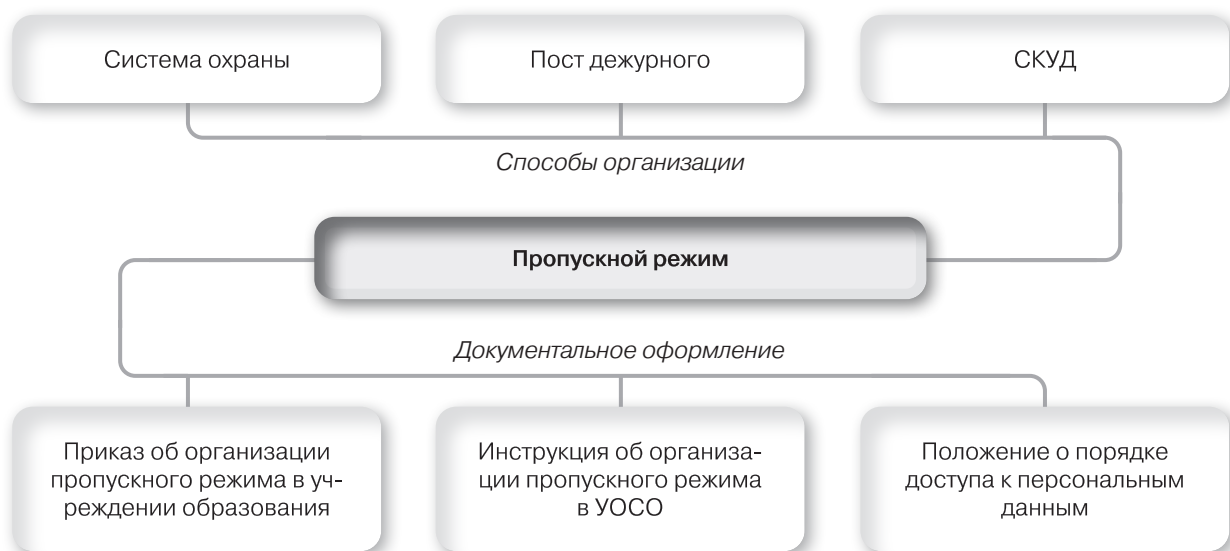 Система охраны
Пост дежурного
СКУД
Способы организации
Пропускной режим
Документальное оформление
Приказ об организации
пропускного режима в уч-
реждении образования
Инструкция об организа-
ции пропускного режима
в УОСО
Положение о порядке
доступа к персональным
данным